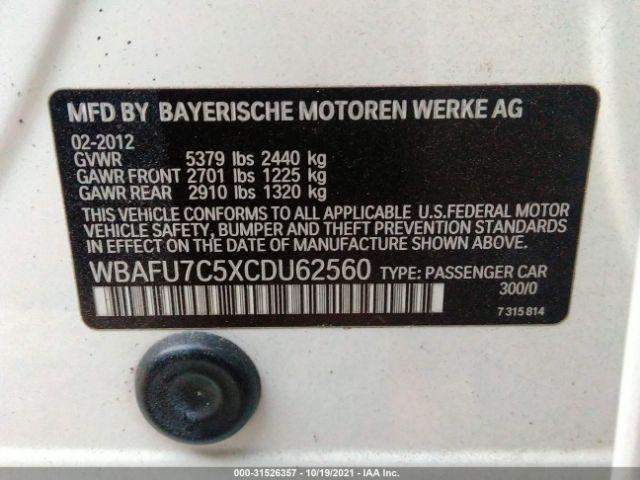 MFD BY BAYERISCHE MOTOREN WERKE AG
02-2012
GVWR 5379 lbs 2440 kg
GAWR FRONT 2701 lbs 1225 kg
GAWR REAR 2910 lbs 1320 kg
THIS VEHICLE CONFORMS TO ALL APPLICABLE U.S.FEDERAL MOTOR
VEHICLE SAFETY, BUMPER AND THEFT PREVENTION STANDARDS IN
EFFECT ON THE DATE OF MANUFACTURE SHOWN ABOVE.
WBAFU7C5XCDU62560 TYPE: PASSENGER CAR
300/0
7 315 814
000-31526357 - 10/19/2021 - IAA Inc.